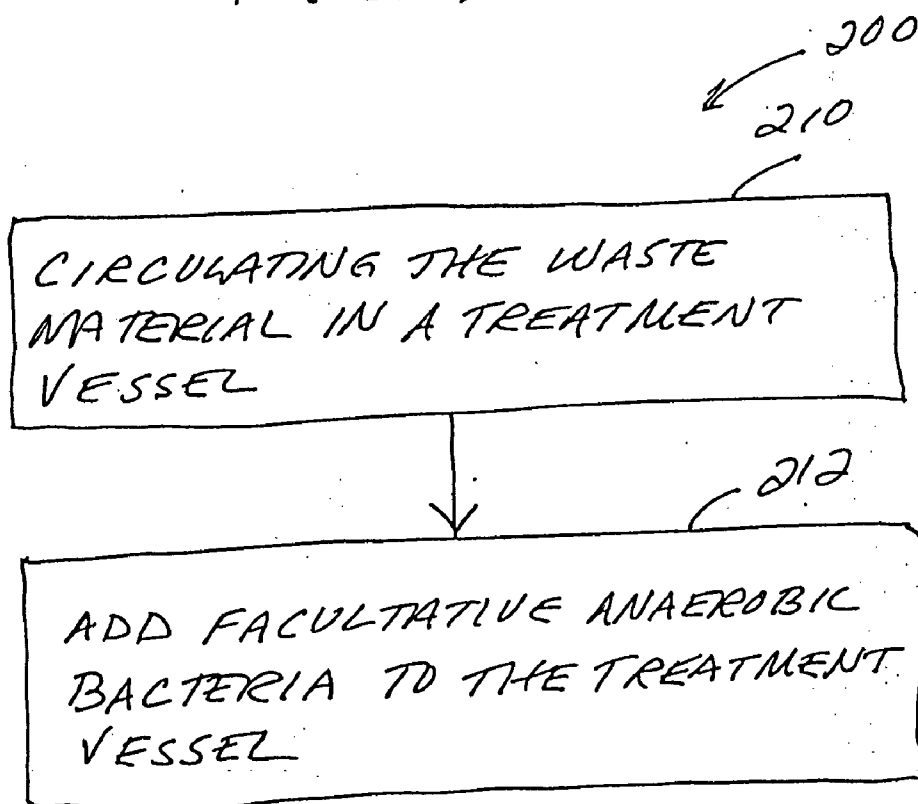 200
210
CIRCULATING THE WASTE
MATERIAL IN A TREATMENT
VESSEL
212
ADD FACULTATIVE ANAEROBIC
BACTERIA TO THE TREATMENT
VESSEL